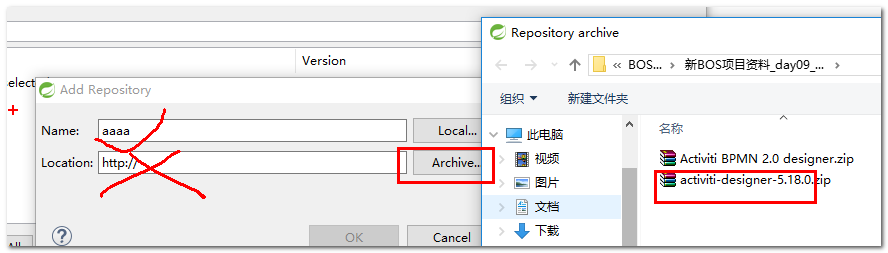 Version
elect
Add Repository
Name:
aaaa
Local...
Location:
http://
Archive...
OK
Cancel
All
?
Repository archive
« BOS... › 新BOS项目资料_day09_... ›
组织
新建文件夹
名称
此电脑
视频
图片
文档
下载
Activiti BPMN 2.0 designer.zip
activiti-designer-5.18.0.zip